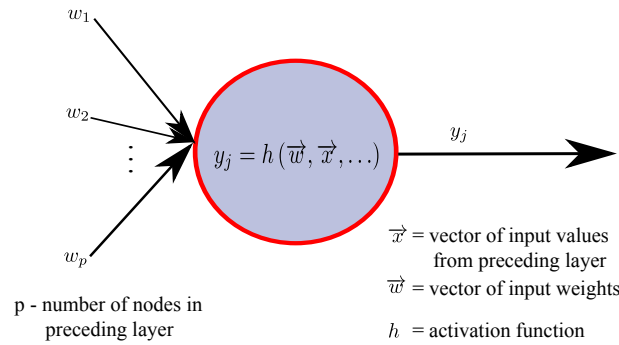 w₁
w₂
⋮
wₚ
yⱼ = h(w⃗, x⃗, …)
yⱼ
p - number of nodes in
preceding layer
x⃗ = vector of input values
from preceding layer
w⃗ = vector of input weights
h = activation function